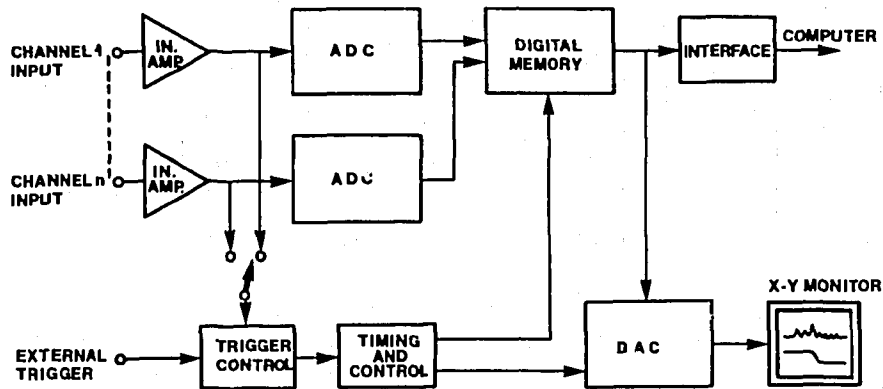 CHANNEL 1
INPUT
IN.
AMP.
ADC
DIGITAL
MEMORY
INTERFACE
COMPUTER
CHANNEL n
INPUT
IN.
AMP.
ADC
X-Y MONITOR
EXTERNAL
TRIGGER
TRIGGER
CONTROL
TIMING
AND
CONTROL
DAC